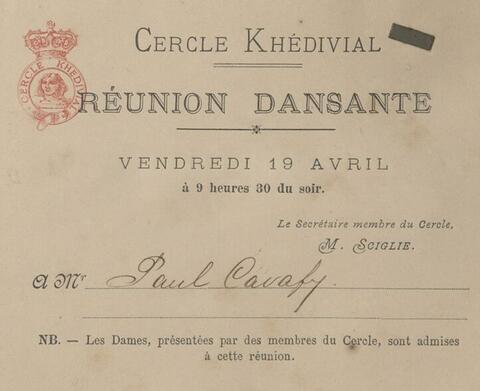 CERCLE KHÉDIVIAL
CERCLE KHEDIVIAL
RÉUNION DANSANTE
VENDREDI 19 AVRIL
à 9 heures 30 du soir.
Le Secrétaire membre du Cercle,
M. SCIGLIE.
A Mr Paul Cavafy.
NB. — Les Dames, présentées par des membres du Cercle, sont admises
à cette réunion.